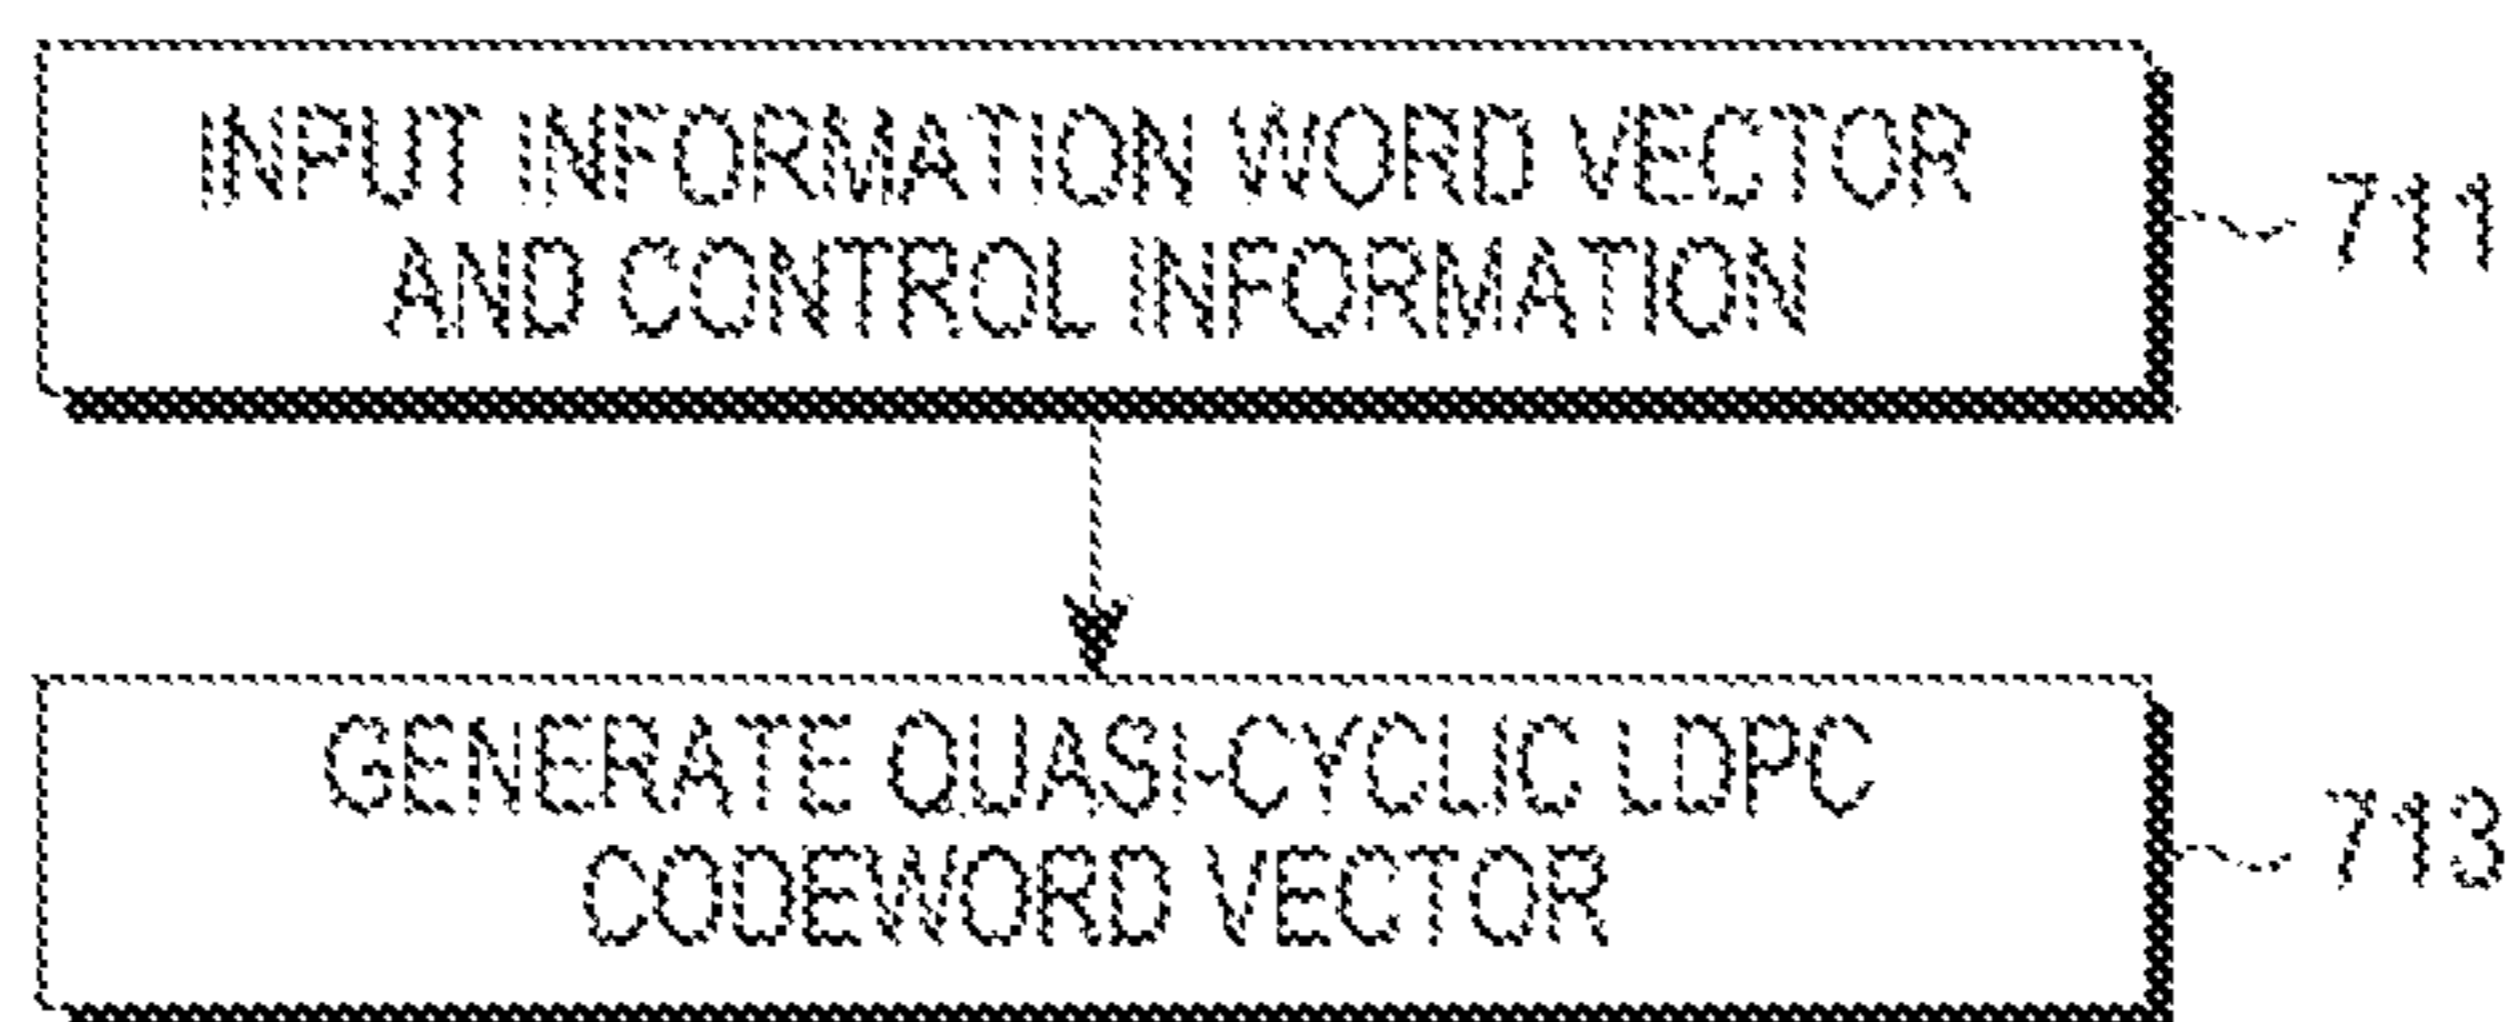 INPUT INFORMATION WORD VECTOR
AND CONTROL INFORMATION
711
GENERATE QUASI-CYCLIC LDPC
CODEWORD VECTOR
713